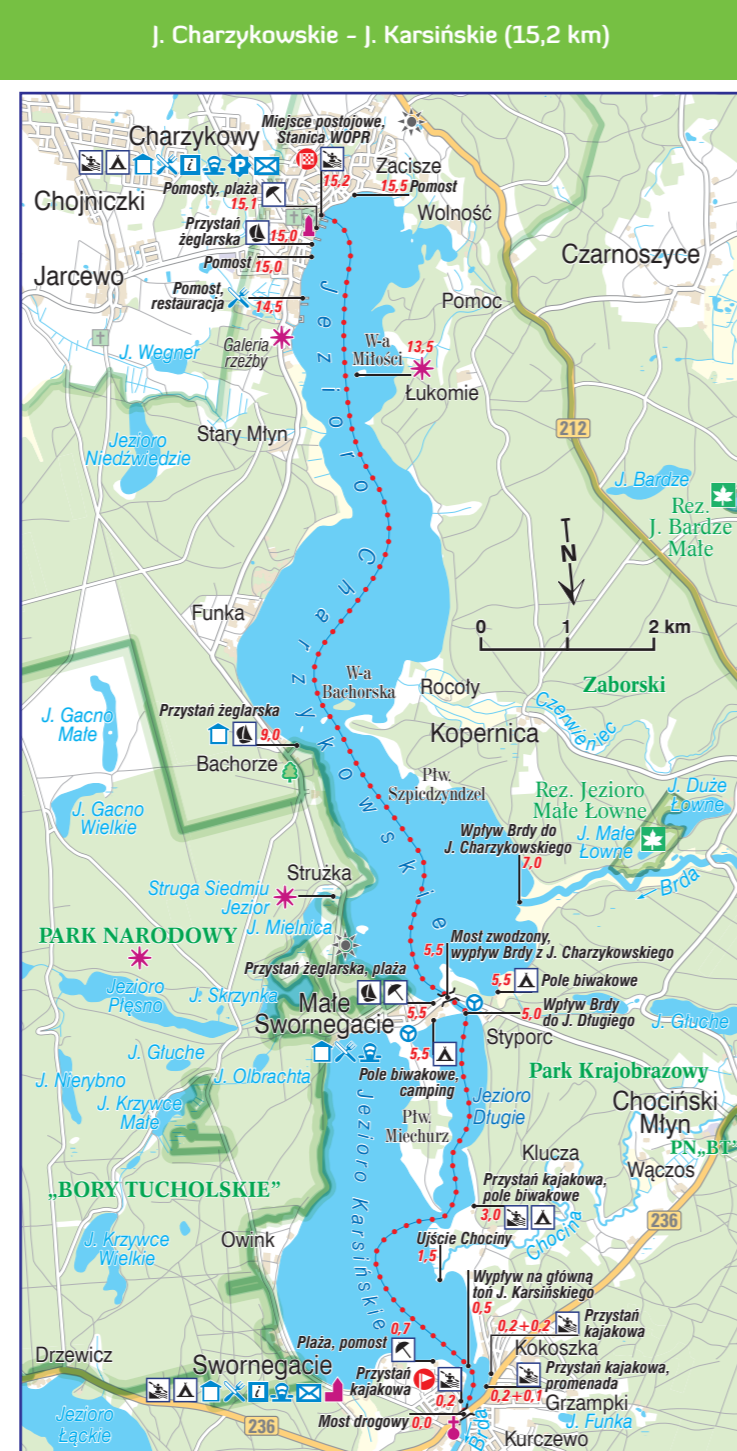 J. Charzykowskie - J. Karsińskie (15,2 km)
Miejsce postojowe,
Stanica WOPR
Charzykowy
15,2
Zacisze
15,5 Pomost
Chojniczki
Pomosty, plaża
15,1
Wolność
Przystań
żeglarska
15,0
Czarnoszyce
Jarcewo
Pomost 15,0
Pomost,
restauracja
14,5
Pomoc
Galeria
rzeźby
J. Wegner
W-a
Miłości
13,5
Łukomie
Stary Młyn
212
Jezioro
Niedźwiedzie
J. Bardze
Rez.
J. Bardze
Małe
Jezioro Charzykowskie
N
Funka
0 1 2 km
W-a
Bachorska
Rocoły
Zaborski
Czerwieniec
J. Gacno
Małe
Przystań żeglarska
9,0
Kopernica
Bachorze
Płw.
Szpiedzyndzel
Rez. Jezioro
Małe Łowne
J. Duże
Łowne
J. Gacno
Wielkie
Wpływ Brdy do
J. Charzykowskiego
7,0
J. Małe
Łowne
Brda
Strużka
Struga Siedmiu
Jezior
J. Mielnica
PARK NARODOWY
5,5
Most zwodzony,
wypływ Brdy z J. Charzykowskiego
Przystań żeglarska, plaża
5,5
5,5 Pole biwakowe
Jezioro
Płęsno
J. Skrzynka
Małe
Swornegacie
5,0
Wpływ Brdy
do J. Długiego
J. Głuche
Styporc
J. Głuche
5,5
Pole biwakowe,
camping
Park Krajobrazowy
J. Nierybno
J. Olbrachta
J. Krzywce
Małe
Jezioro
Długie
Chociński
Młyn
Płw.
Miechurz
PN„BT”
Klucza
Wączos
„BORY TUCHOLSKIE”
Przystań kajakowa,
pole biwakowe
3,0
236
Chocina
J. Krzywce
Wielkie
Owink
Ujście Chociny
1,5
Jezioro Karsińskie
Wypływ na główną
toń J. Karsińskiego
0,5
0,7
0,2+0,2
Przystań
kajakowa
Plaża, pomost
Kokoszka
Drzewicz
Swornegacie
Przystań
kajakowa
0,2
Przystań kajakowa,
promenada
0,2+0,1
Grzampki
Jezioro
Łąckie
236
Most drogowy 0,0
Brda
J. Funka
Kurczewo